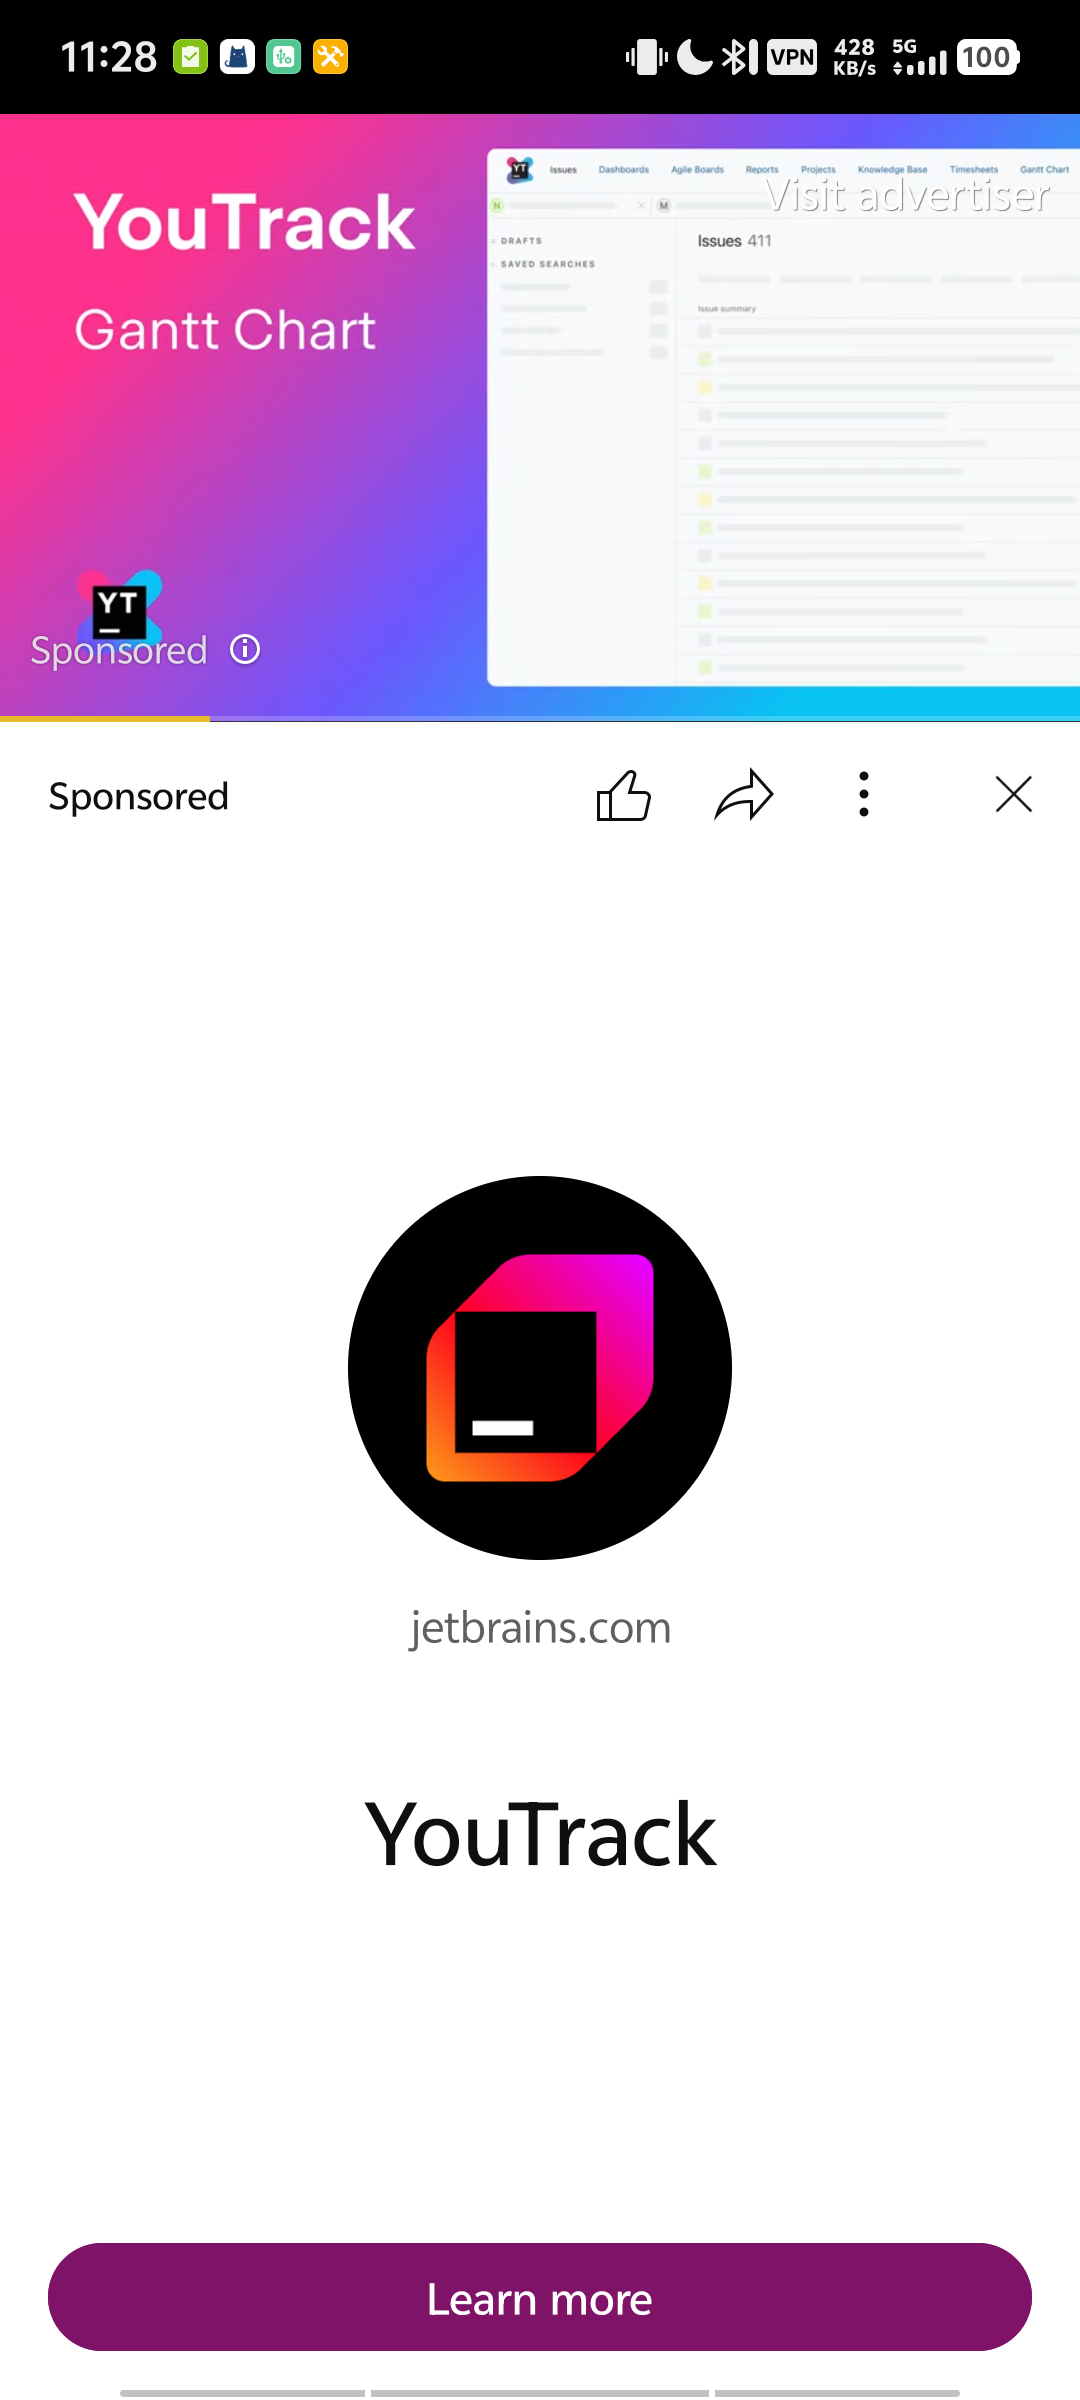 11:28
VPN
428
KB/s
5G
100
YouTrack
Gantt Chart
YT
Issues Dashboards Agile Boards Reports Projects Knowledge Base Timesheets Gantt Chart
Visit advertiser
N
M
DRAFTS
SAVED SEARCHES
Issues 411
Issue summary
YT
Sponsored
Sponsored
jetbrains.com
YouTrack
Learn more